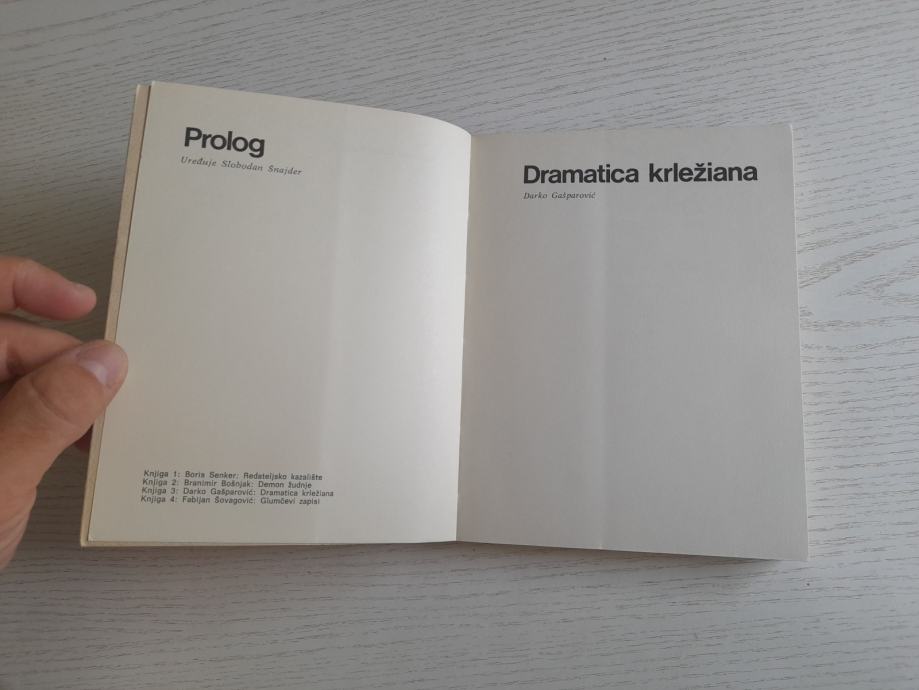 Prolog
Uređuje Slobodan Šnajder
Knjiga 1: Boris Senker: Redateljsko kazalište
Knjiga 2: Branimir Bošnjak: Demon žudnje
Knjiga 3: Darko Gašparović: Dramatica krležiana
Knjiga 4: Fabijan Šovagović: Glumčevi zapisi
Dramatica krležiana
Darko Gašparović